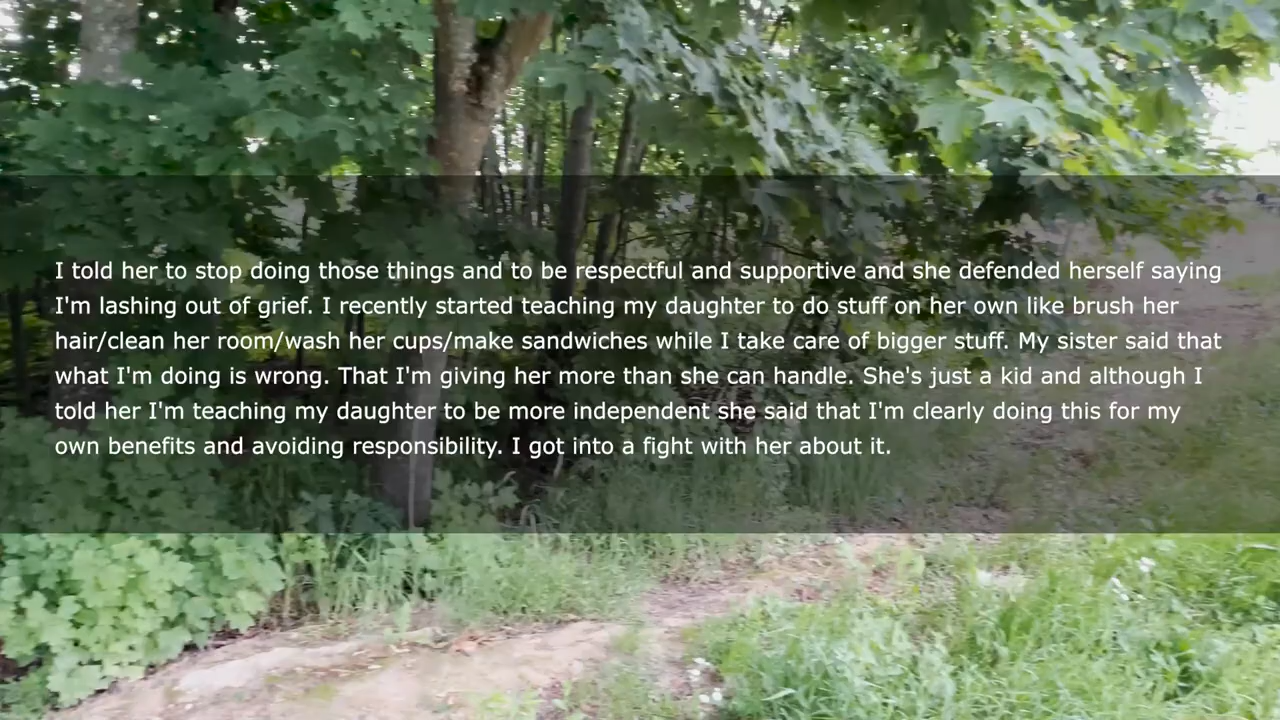 I told her to stop doing those things and to be respectful and supportive and she defended herself saying
I'm lashing out of grief. I recently started teaching my daughter to do stuff on her own like brush her
hair/clean her room/wash her cups/make sandwiches while I take care of bigger stuff. My sister said that
what I'm doing is wrong. That I'm giving her more than she can handle. She's just a kid and although I
told her I'm teaching my daughter to be more independent she said that I'm clearly doing this for my
own benefits and avoiding responsibility. I got into a fight with her about it.